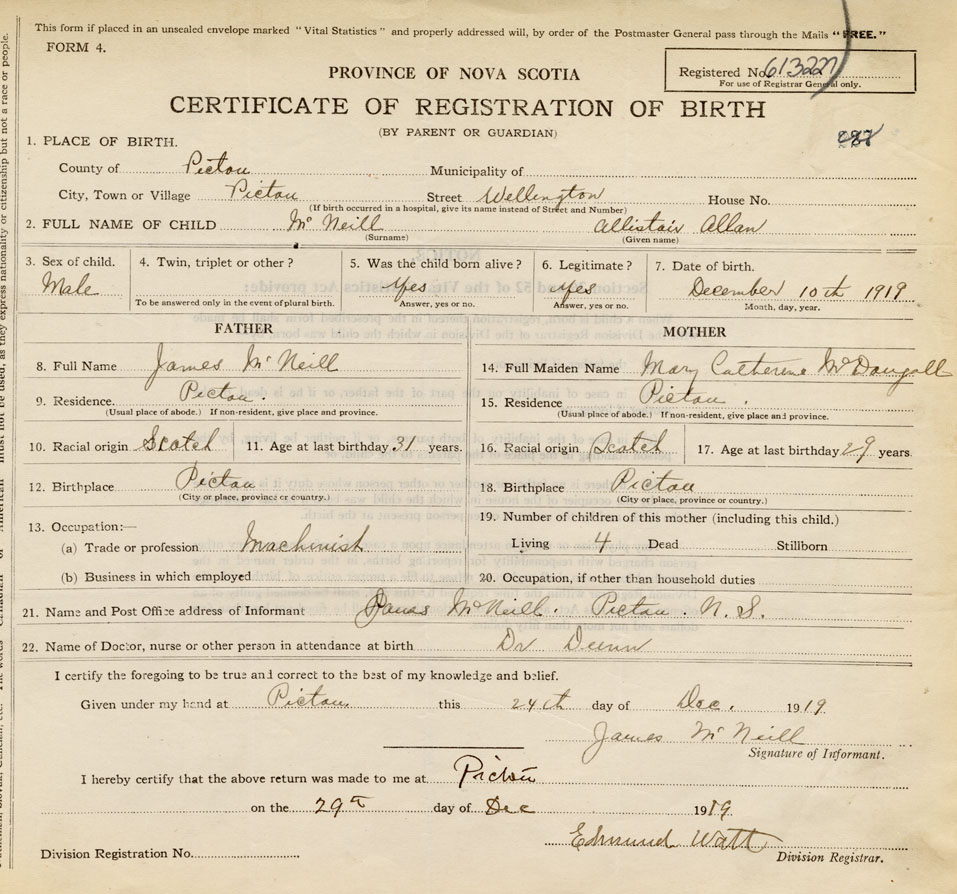 This form if placed in an unsealed envelope marked "Vital Statistics" and properly addressed will, by order of the Postmaster General pass through the Mails "FREE."
FORM 4.
Registered No. 613227
For use of Registrar General only.
PROVINCE OF NOVA SCOTIA
CERTIFICATE OF REGISTRATION OF BIRTH
(BY PARENT OR GUARDIAN)
1. PLACE OF BIRTH.
County of Pictou Municipality of
City, Town or Village Pictou Street Wellington House No.
(If birth occurred in a hospital, give its name instead of Street and Number)
2. FULL NAME OF CHILD McNeill Allistair Allan
(Surname) (Given name)
3. Sex of child. 4. Twin, triplet or other? 5. Was the child born alive? 6. Legitimate? 7. Date of birth.
Male Yes Yes December 10th 1919
To be answered only in the event of plural birth. Answer, yes or no. Answer, yes or no. Month, day, year.
FATHER MOTHER
8. Full Name James McNeill 14. Full Maiden Name Mary Catherine McDougall
9. Residence. Pictou. 15. Residence Pictou.
(Usual place of abode.) If non-resident, give place and province. (Usual place of abode.) If non-resident, give place and province.
10. Racial origin Scotch 11. Age at last birthday 31 years. 16. Racial origin Scotch 17. Age at last birthday 29 years.
12. Birthplace Pictou 18. Birthplace Pictou
(City or place, province or country.) (City or place, province or country.)
13. Occupation:— 19. Number of children of this mother (including this child.)
(a) Trade or profession Machinist Living 4 Dead Stillborn
(b) Business in which employed 20. Occupation, if other than household duties
21. Name and Post Office address of Informant James McNeill. Pictou. N.S.
22. Name of Doctor, nurse or other person in attendance at birth Dr Dunn
I certify the foregoing to be true and correct to the best of my knowledge and belief.
Given under my hand at Pictou this 24th day of Dec. 1919.
James McNeill
Signature of Informant.
I hereby certify that the above return was made to me at Pictou
on the 29th day of Dec 1919.
Edmund Watt
Division Registration No. Division Registrar.